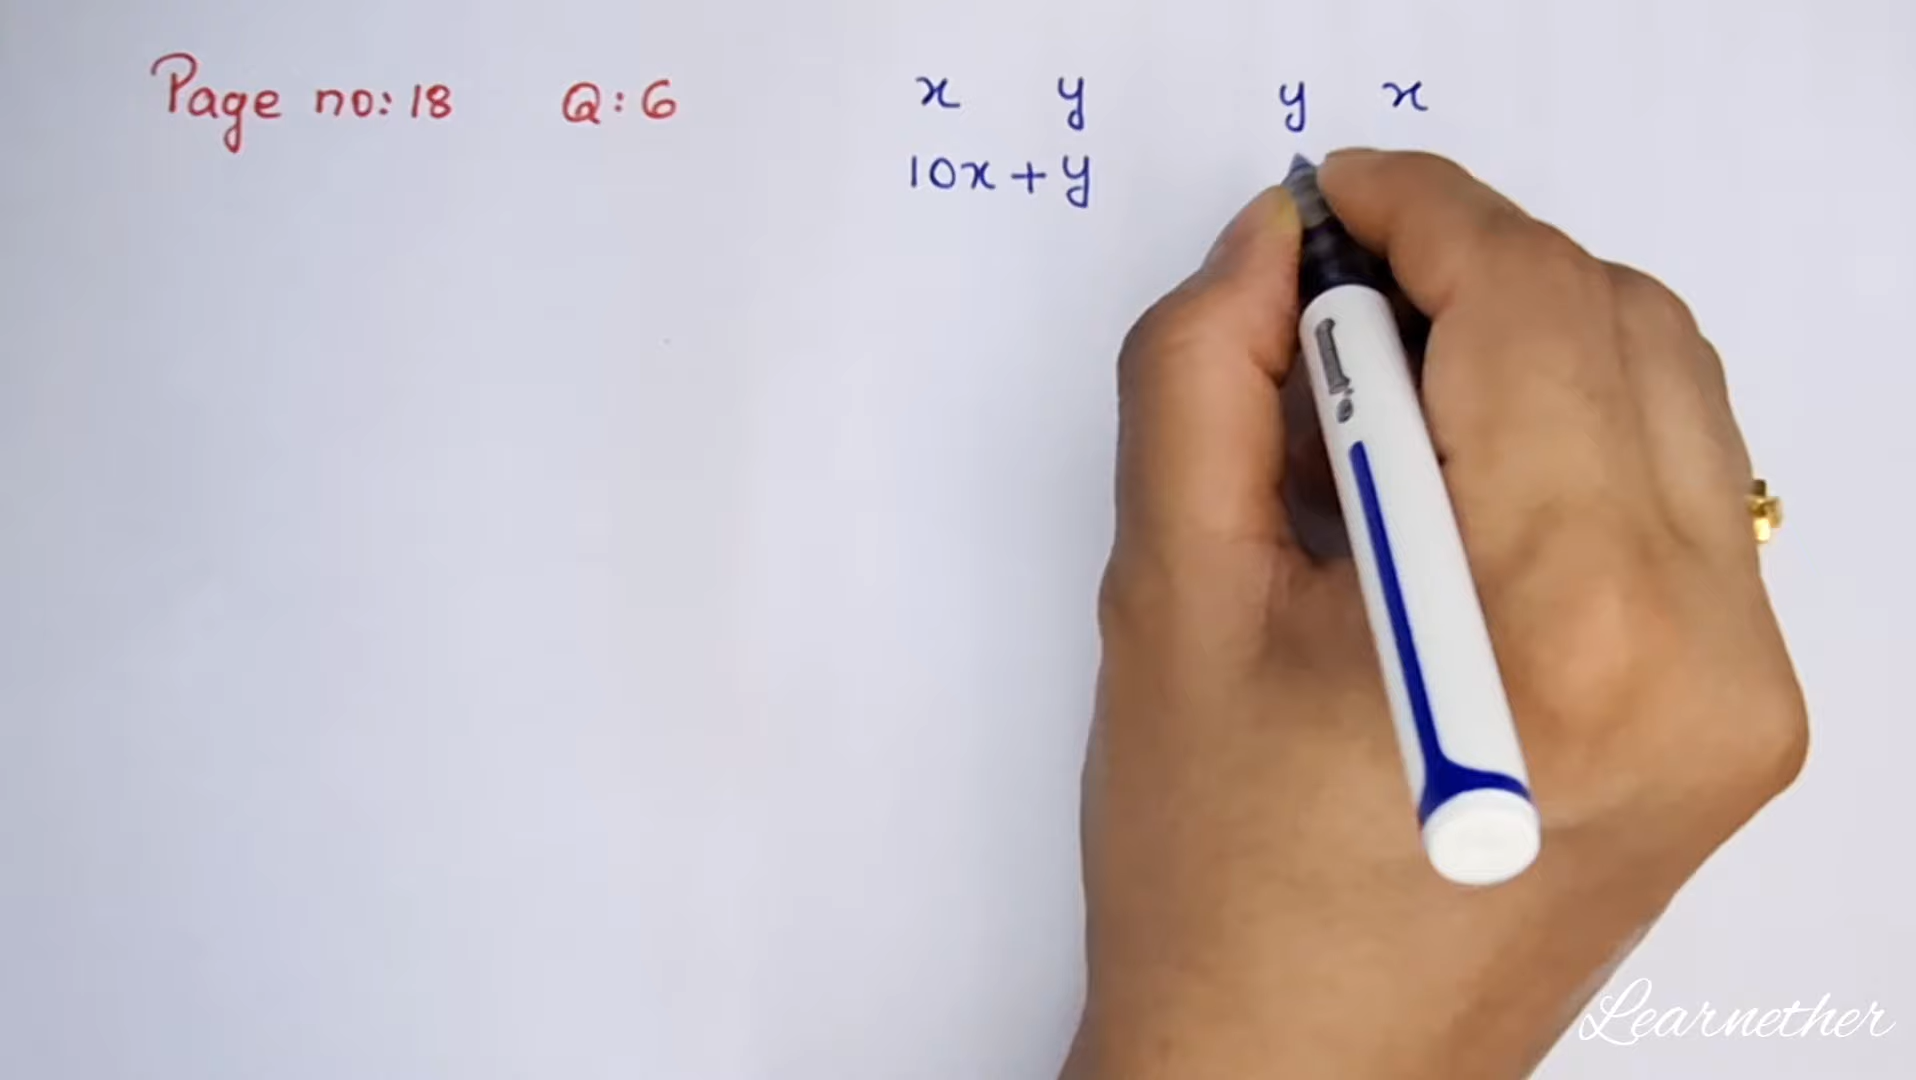 Page no: 18 Q: 6 x y y x
10x + y
Learnether